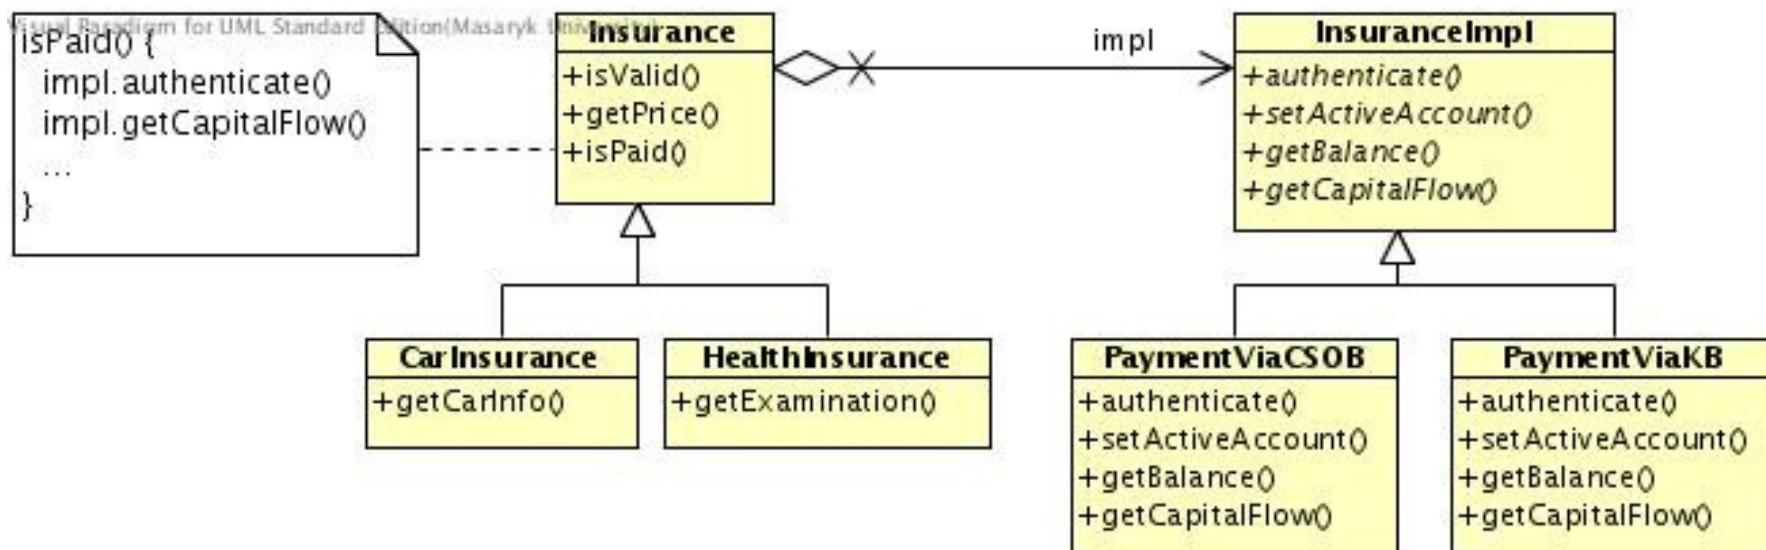 Visual Paradigm for UML Standard Edition(Masaryk University)
isPaid() {
impl.authenticate()
impl.getCapitalFlow()
...
}
Insurance
+isValid()
+getPrice()
+isPaid()
impl
InsuranceImpl
+authenticate()
+setActiveAccount()
+getBalance()
+getCapitalFlow()
CarInsurance
+getCarInfo()
HealthInsurance
+getExamination()
PaymentViaCSOB
+authenticate()
+setActiveAccount()
+getBalance()
+getCapitalFlow()
PaymentViaKB
+authenticate()
+setActiveAccount()
+getBalance()
+getCapitalFlow()